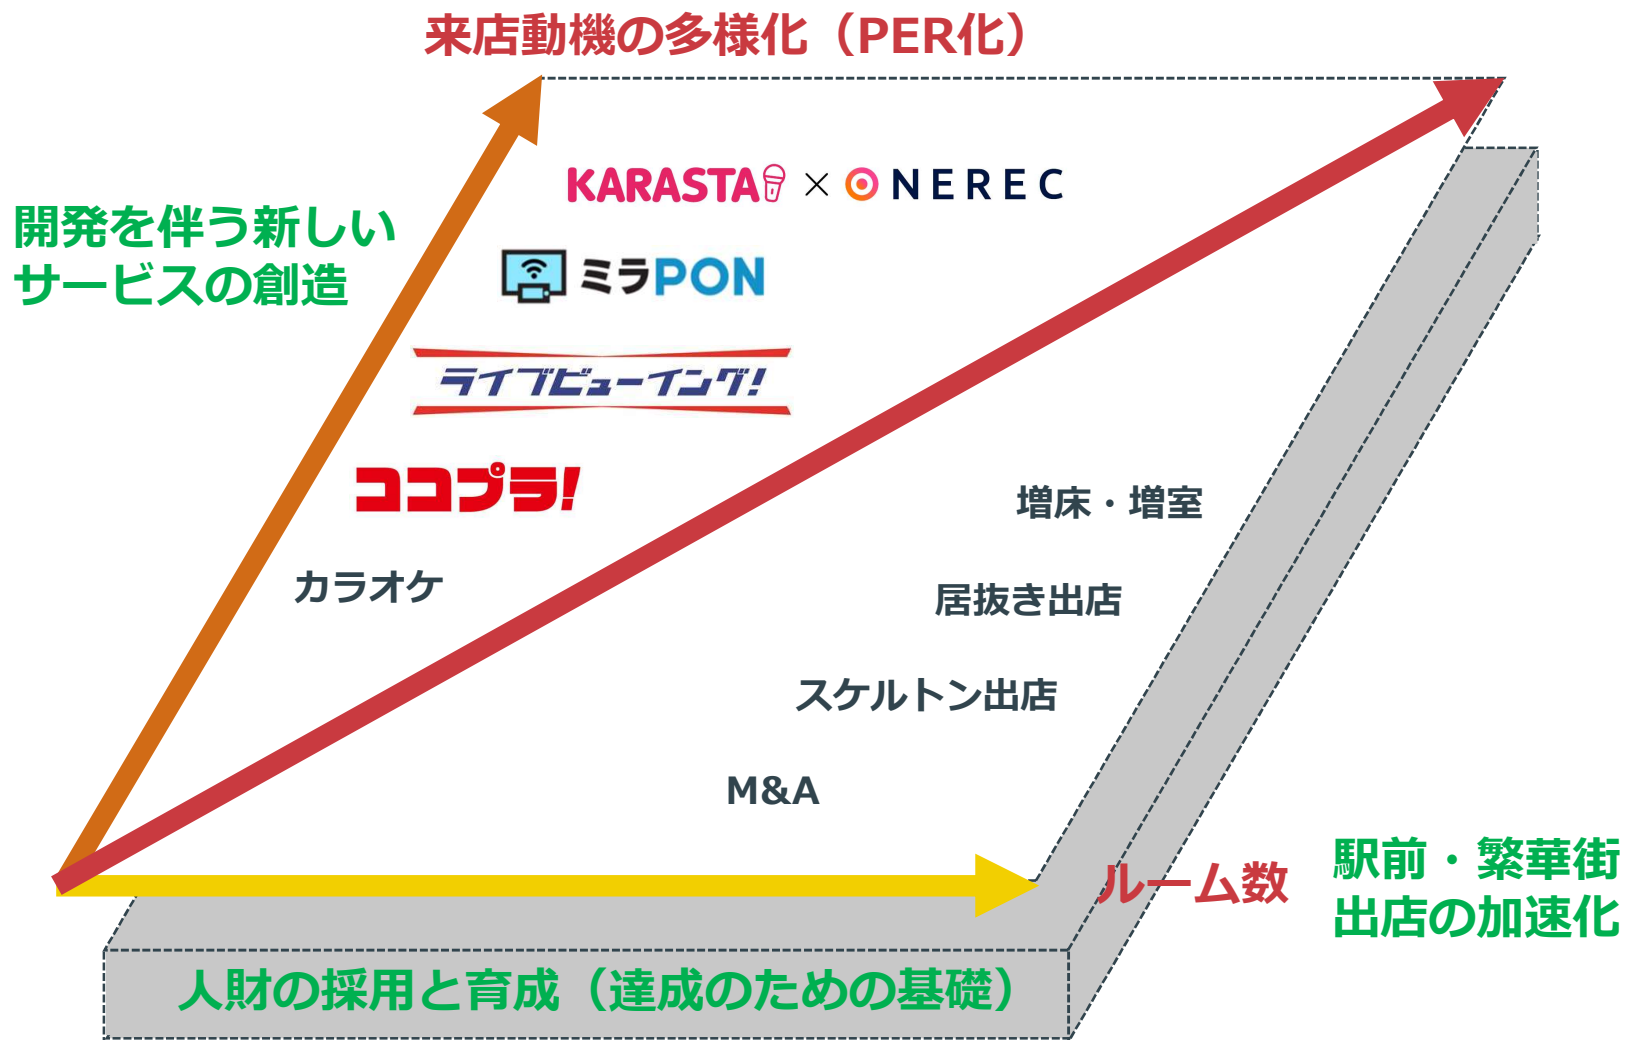 来店動機の多様化（PER化）
KARASTA × ONEREC
開発を伴う新しい
サービスの創造
ミラPON
ライブビューイング!
ココプラ!
カラオケ
増床・増室
居抜き出店
スケルトン出店
M&A
ルーム数
駅前・繁華街
出店の加速化
人財の採用と育成（達成のための基礎）